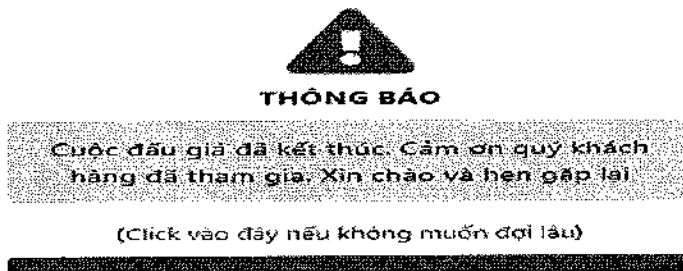 THÔNG BÁO
Cuộc đấu giá đã kết thúc. Cảm ơn quý khách
hàng đã tham gia. Xin chào và hẹn gặp lại
(Click vào đây nếu không muốn đợi lâu)